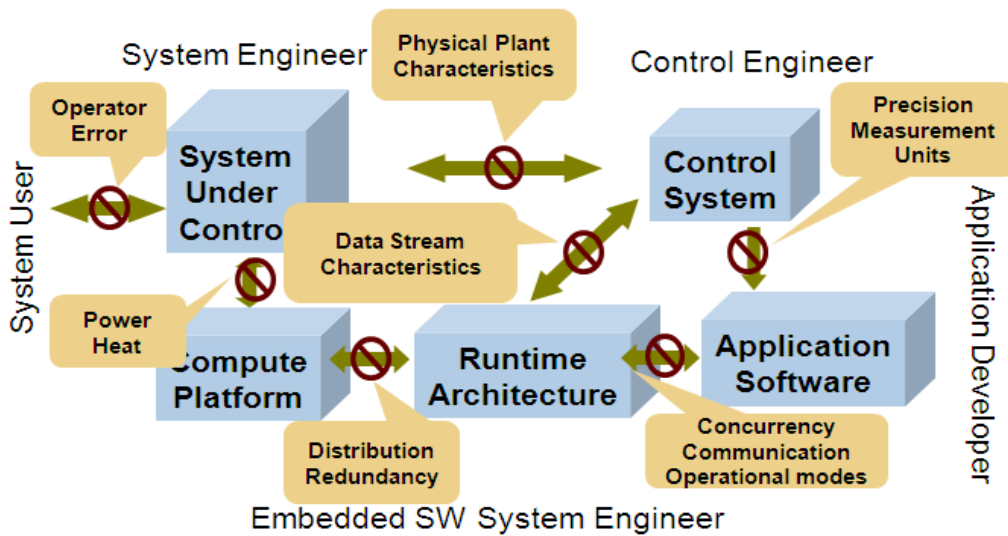 System Engineer
Physical Plant
Characteristics
Control Engineer
Operator
Error
Precision
Measurement
Units
System User
System
Under
Control
Control
System
Data Stream
Characteristics
Application Developer
Power
Heat
Compute
Platform
Runtime
Architecture
Application
Software
Distribution
Redundancy
Concurrency
Communication
Operational modes
Embedded SW System Engineer